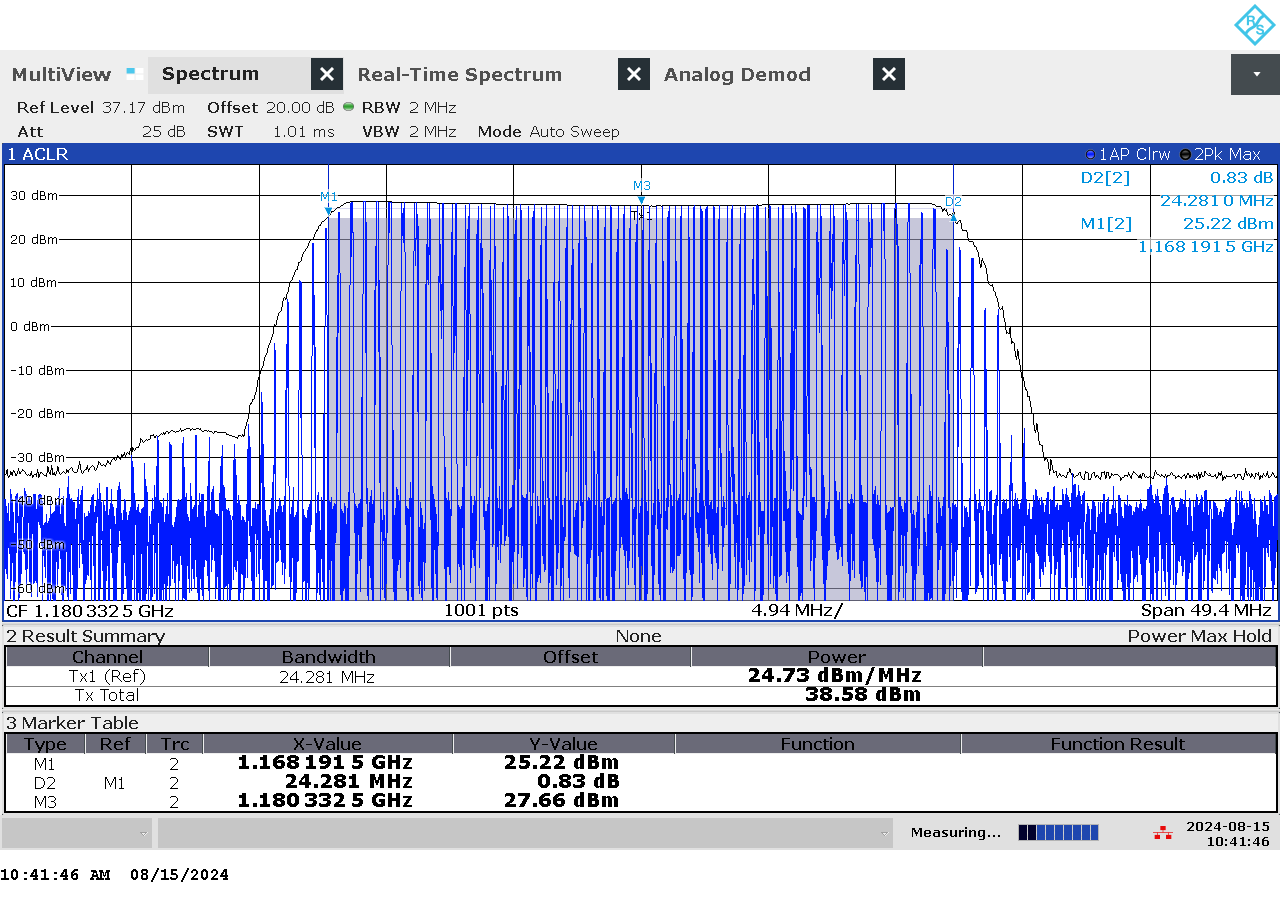 R&S
MultiView Spectrum Real-Time Spectrum Analog Demod
Ref Level 37.17 dBm Offset 20.00 dB RBW 2 MHz
Att 25 dB SWT 1.01 ms VBW 2 MHz Mode Auto Sweep
1 ACLR 1AP Clrw 2Pk Max
D2[2] 0.83 dB
24.2810 MHz
M1[2] 25.22 dBm
1.168 191 5 GHz
M3
M1
D2
Tx1
30 dBm
20 dBm
10 dBm
0 dBm
-10 dBm
-20 dBm
-30 dBm
-40 dBm
-50 dBm
-60 dBm
CF 1.180 332 5 GHz 1001 pts 4.94 MHz/ Span 49.4 MHz
2 Result Summary None Power Max Hold
Channel Bandwidth Offset Power
Tx1 (Ref) 24.281 MHz 24.73 dBm/MHz
Tx Total 38.58 dBm
3 Marker Table
Type Ref Trc X-Value Y-Value Function Function Result
M1 2 1.168 191 5 GHz 25.22 dBm
D2 M1 2 24.281 MHz 0.83 dB
M3 2 1.180 332 5 GHz 27.66 dBm
Measuring... 2024-08-15
10:41:46
10:41:46 AM 08/15/2024